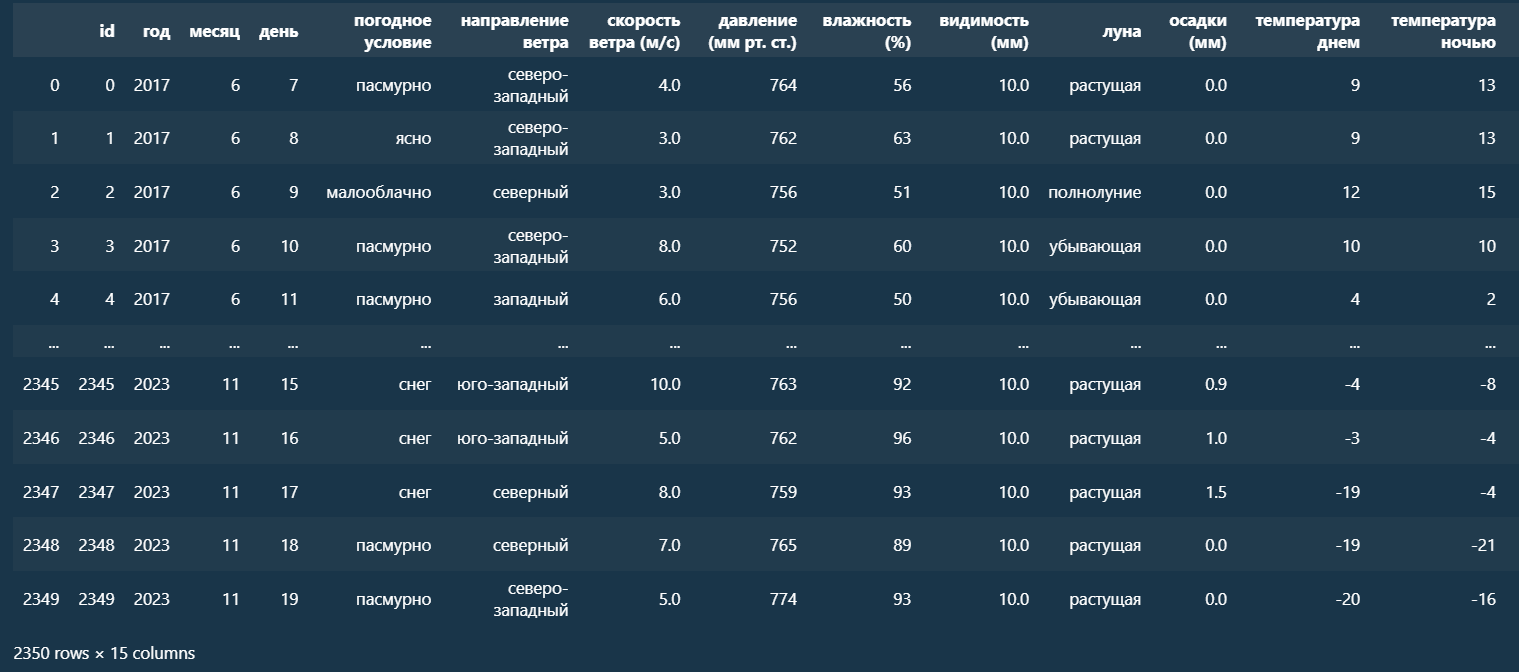 id год месяц день погодное условие направление ветра скорость ветра (м/с) давление (мм рт. ст.) влажность (%) видимость (мм) луна осадки (мм) температура днем температура ночью
0 0 2017 6 7 пасмурно северо-западный 4.0 764 56 10.0 растущая 0.0 9 13
1 1 2017 6 8 ясно северо-западный 3.0 762 63 10.0 растущая 0.0 9 13
2 2 2017 6 9 малооблачно северный 3.0 756 51 10.0 полнолуние 0.0 12 15
3 3 2017 6 10 пасмурно северо-западный 8.0 752 60 10.0 убывающая 0.0 10 10
4 4 2017 6 11 пасмурно западный 6.0 756 50 10.0 убывающая 0.0 4 2
... ... ... ... ... ... ... ... ... ... ... ... ... ... ...
2345 2345 2023 11 15 снег юго-западный 10.0 763 92 10.0 растущая 0.9 -4 -8
2346 2346 2023 11 16 снег юго-западный 5.0 762 96 10.0 растущая 1.0 -3 -4
2347 2347 2023 11 17 снег северный 8.0 759 93 10.0 растущая 1.5 -19 -4
2348 2348 2023 11 18 пасмурно северный 7.0 765 89 10.0 растущая 0.0 -19 -21
2349 2349 2023 11 19 пасмурно северо-западный 5.0 774 93 10.0 растущая 0.0 -20 -16
2350 rows × 15 columns